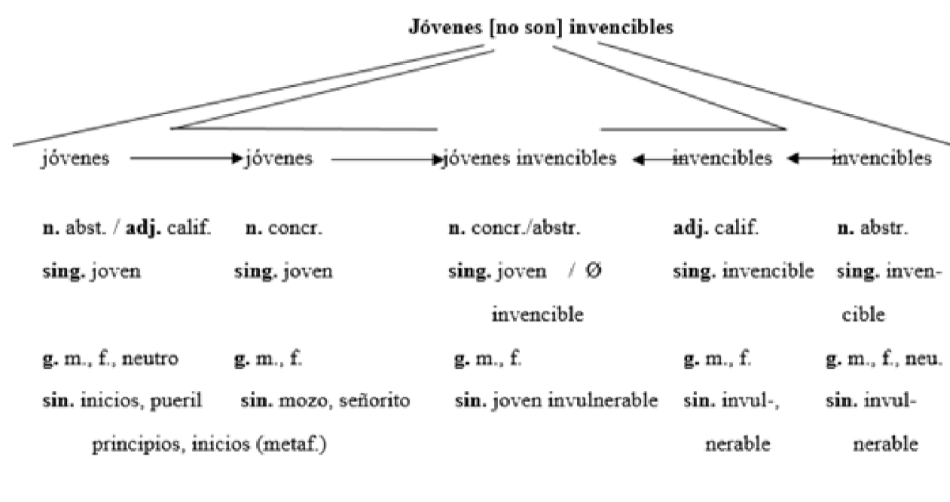 Jóvenes [no son] invencibles
jóvenes jóvenes jóvenes invencibles invencibles invencibles
n. abst. / adj. calif. n. concr. n. concr./abstr. adj. calif. n. abstr.
sing. joven sing. joven sing. joven / Ø sing. invencible sing. inven-
invencible cible
g. m., f., neutro g. m., f. g. m., f. g. m., f. g. m., f., neu.
sin. inicios, pueril sin. mozo, señorito sin. joven invulnerable sin. invul-, sin. invul-
principios, inicios (metaf.) nerable nerable